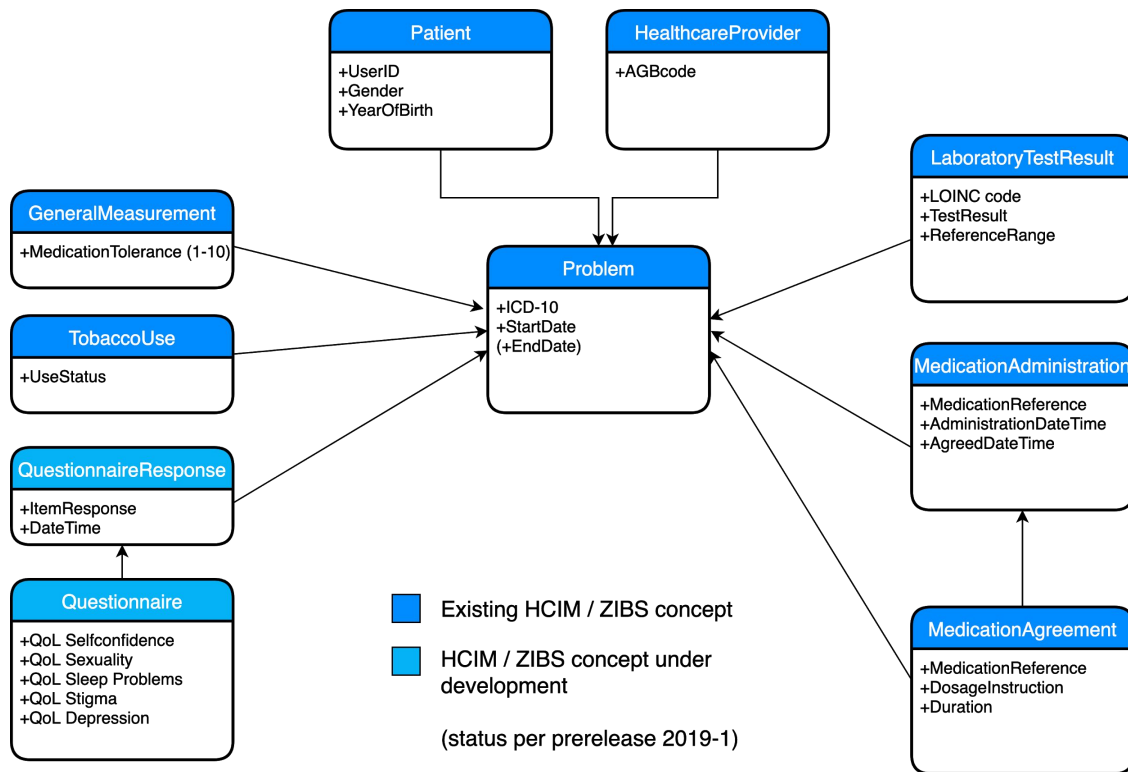 Patient
+UserID
+Gender
+YearOfBirth
HealthcareProvider
+AGBcode
GeneralMeasurement
+MedicationTolerance (1-10)
TobaccoUse
+UseStatus
QuestionnaireResponse
+ItemResponse
+DateTime
Questionnaire
+QoL Selfconfidence
+QoL Sexuality
+QoL Sleep Problems
+QoL Stigma
+QoL Depression
Problem
+ICD-10
+StartDate
(+EndDate)
LaboratoryTestResult
+LOINC code
+TestResult
+ReferenceRange
MedicationAdministration
+MedicationReference
+AdministrationDateTime
+AgreedDateTime
MedicationAgreement
+MedicationReference
+DosageInstruction
+Duration
Existing HCIM / ZIBS concept
HCIM / ZIBS concept under
development
(status per prerelease 2019-1)